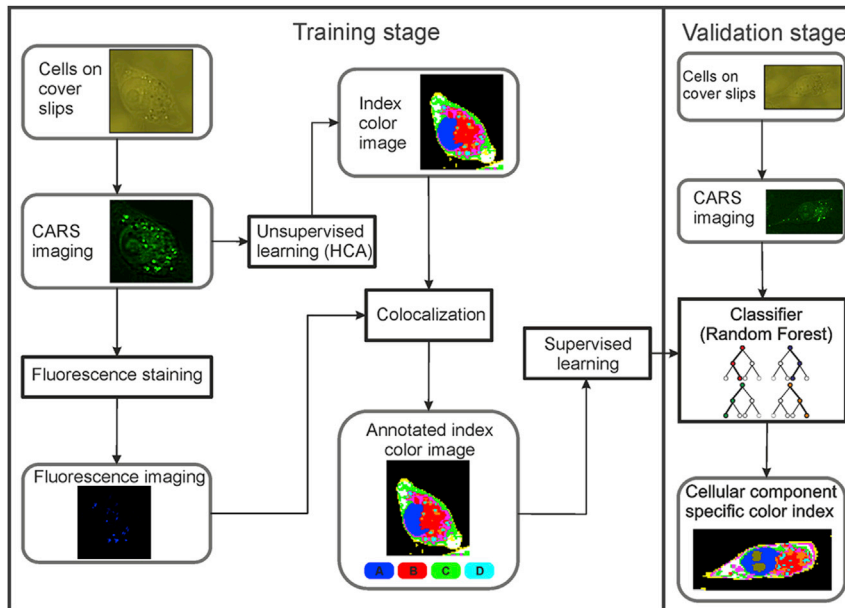 Training stage
Validation stage
Cells on
cover slips
Index
color image
CARS
imaging
Unsupervised
learning (HCA)
Colocalization
Fluorescence staining
Fluorescence imaging
Annotated index
color image
A B C D
Supervised
learning
Cells on
cover slips
CARS
imaging
Classifier
(Random Forest)
Cellular component
specific color index